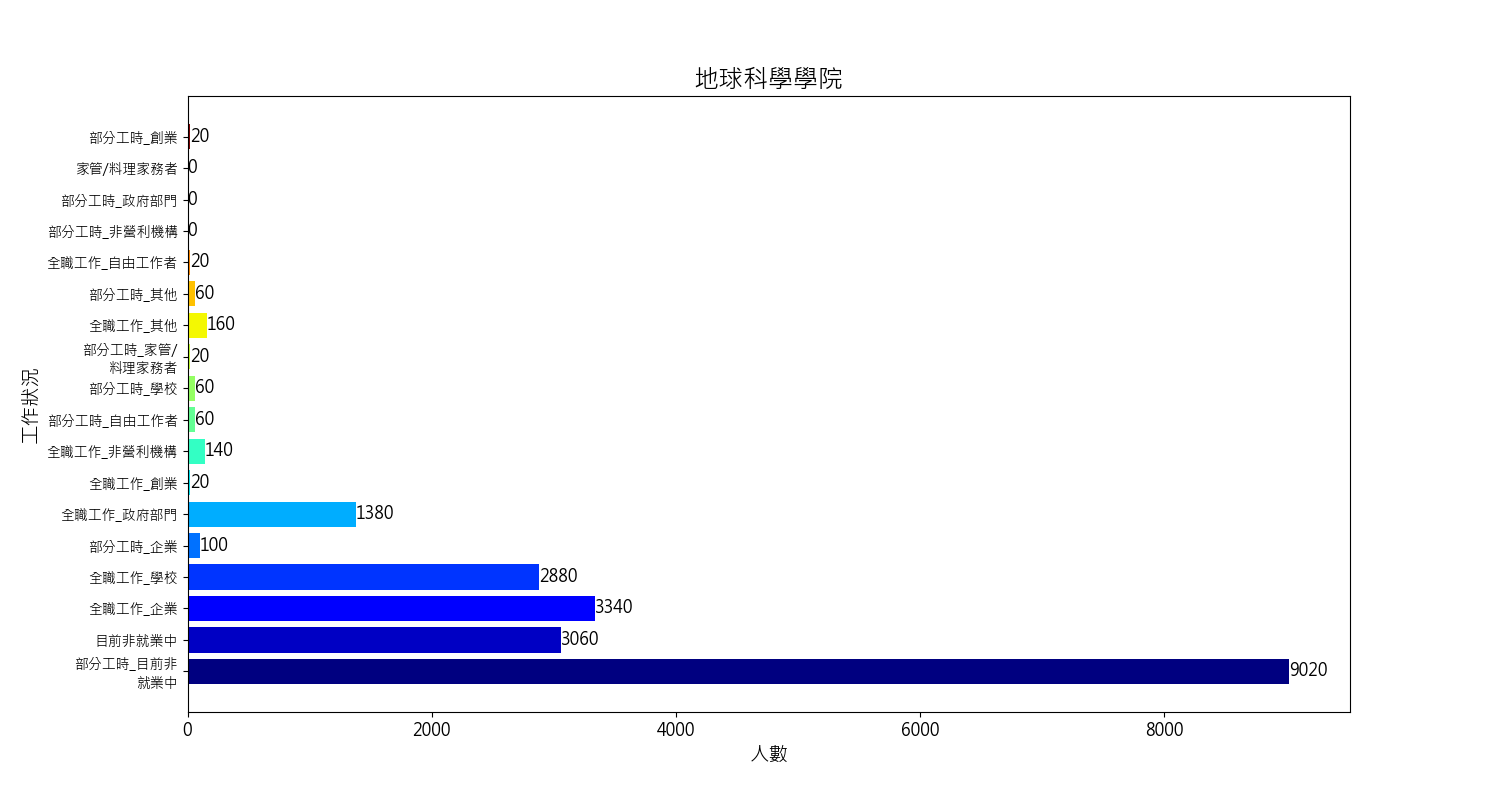 地球科學學院
部分工時_創業
20
家管/料理家務者
0
部分工時_政府部門
0
部分工時_非營利機構
0
全職工作_自由工作者
20
部分工時_其他
60
全職工作_其他
160
部分工時_家管/
料理家務者
20
部分工時_學校
60
部分工時_自由工作者
60
全職工作_非營利機構
140
全職工作_創業
20
全職工作_政府部門
1380
部分工時_企業
100
全職工作_學校
2880
全職工作_企業
3340
目前非就業中
3060
部分工時_目前非
就業中
9020
工作狀況
0
2000
4000
6000
8000
人數